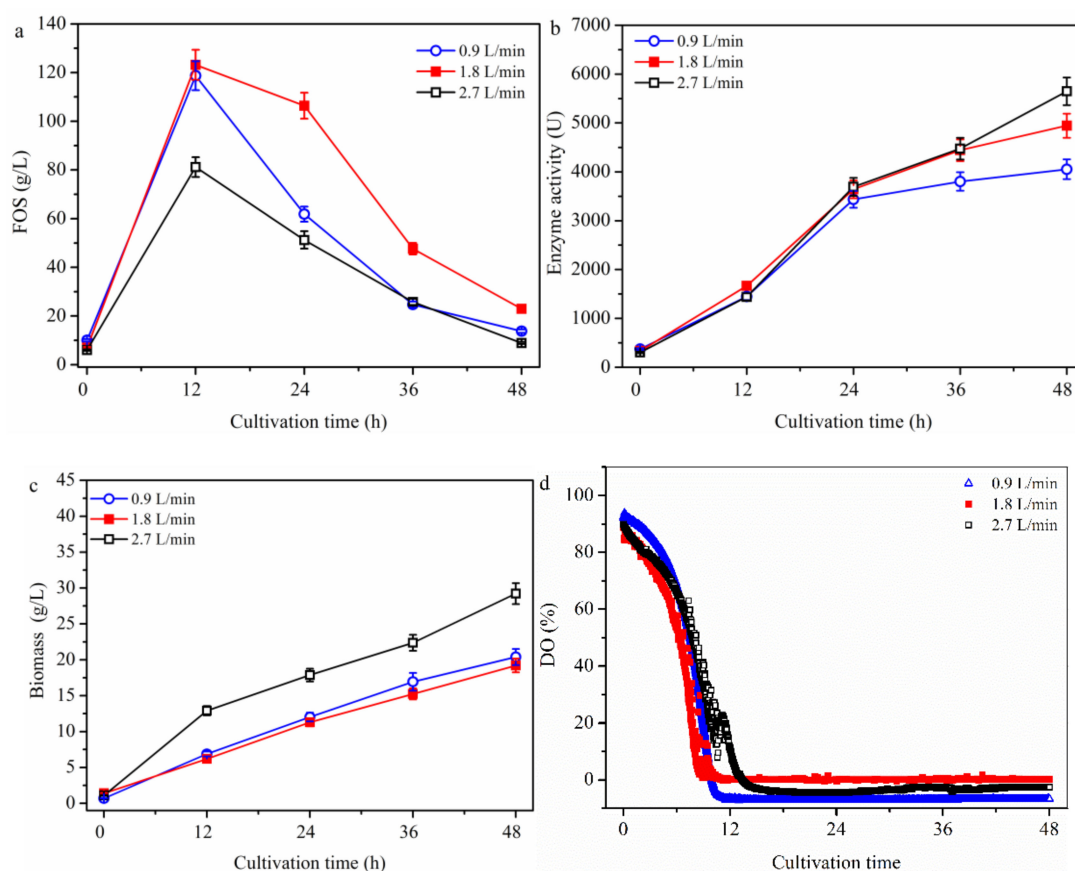 a
140
120
100
80
60
40
20
0
FOS (g/L)
0.9 L/min
1.8 L/min
2.7 L/min
0 12 24 36 48
Cultivation time (h)
b
7000
6000
5000
4000
3000
2000
1000
0
Enzyme activity (U)
0.9 L/min
1.8 L/min
2.7 L/min
0 12 24 36 48
Cultivation time (h)
c
45
40
35
30
25
20
15
10
5
0
Biomass (g/L)
0.9 L/min
1.8 L/min
2.7 L/min
0 12 24 36 48
Cultivation time (h)
d
100
80
60
40
20
0
DO (%)
0.9 L/min
1.8 L/min
2.7 L/min
0 12 24 36 48
Cultivation time